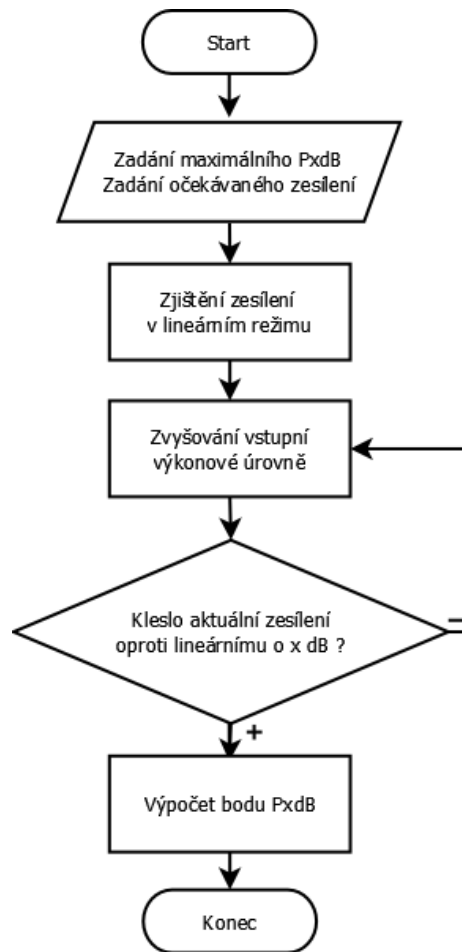 Start
Zadání maximálního PxdB
Zadání očekávaného zesílení
Zjištění zesílení
v lineárním režimu
Zvyšování vstupní
výkonové úrovně
Kleslo aktuální zesílení
oproti lineárnímu o x dB ?
−
+
Výpočet bodu PxdB
Konec